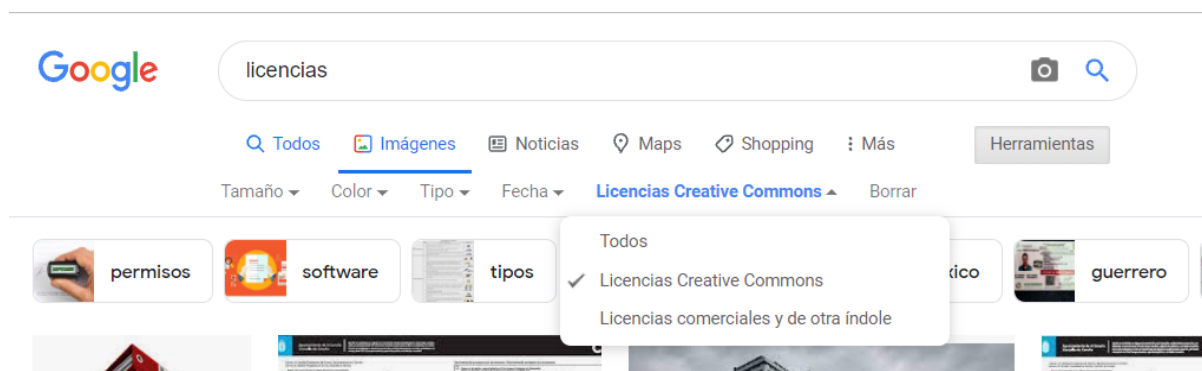 Google
licencias
Todos Imágenes Noticias Maps Shopping Más Herramientas
Tamaño Color Tipo Fecha Licencias Creative Commons Borrar
Todos
Licencias Creative Commons
Licencias comerciales y de otra índole
permisos software tipos xico guerrero